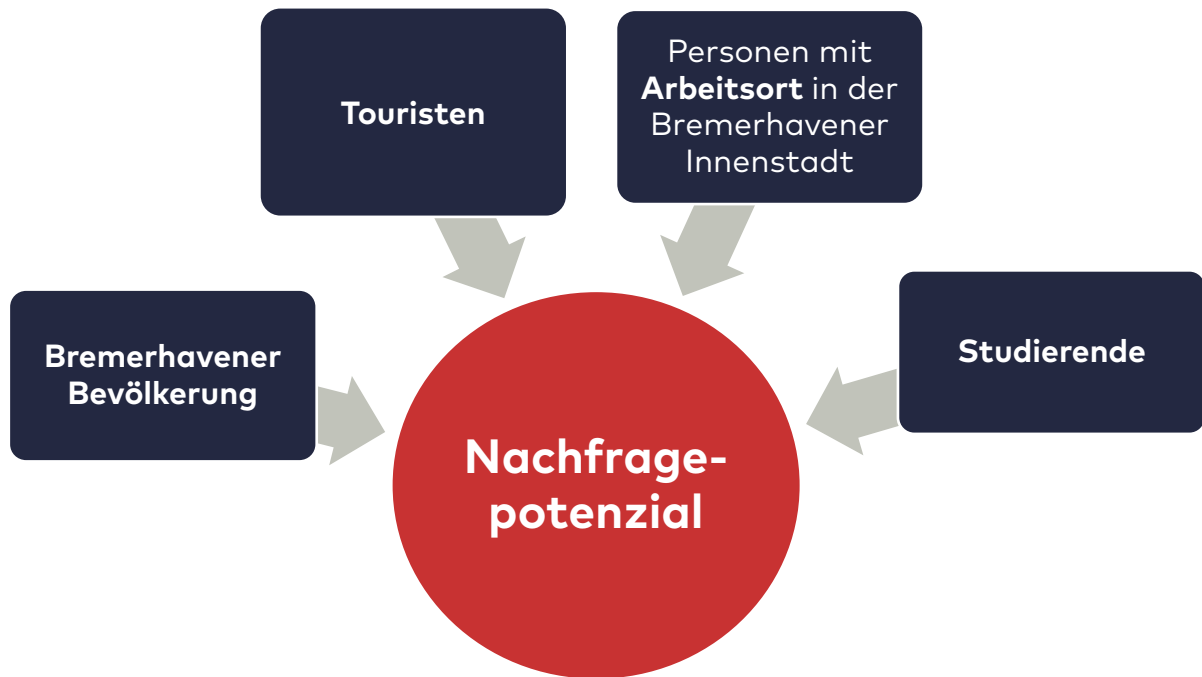 Touristen
Personen mit
Arbeitsort in der
Bremerhavener
Innenstadt
Bremerhavener
Bevölkerung
Studierende
Nachfrage-
potenzial